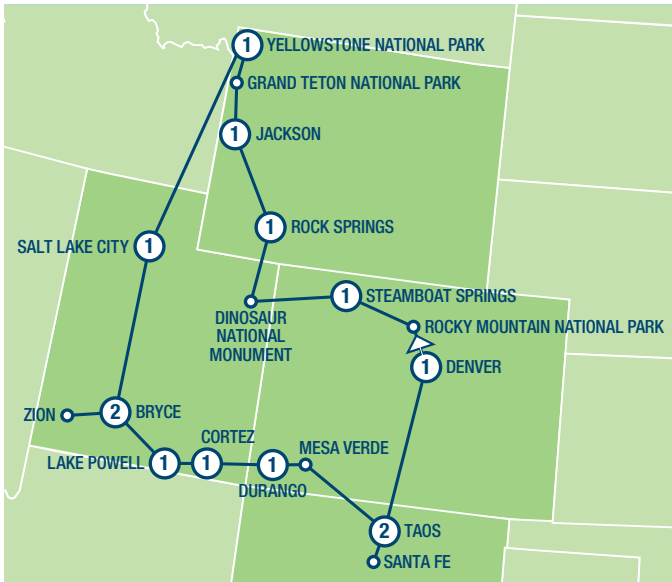 1 YELLOWSTONE NATIONAL PARK
GRAND TETON NATIONAL PARK
1 JACKSON
1 ROCK SPRINGS
SALT LAKE CITY 1
1 STEAMBOAT SPRINGS
DINOSAUR
NATIONAL
MONUMENT
ROCKY MOUNTAIN NATIONAL PARK
1 DENVER
ZION
2 BRYCE
CORTEZ
LAKE POWELL 1
1
MESA VERDE
1
DURANGO
2 TAOS
SANTA FE